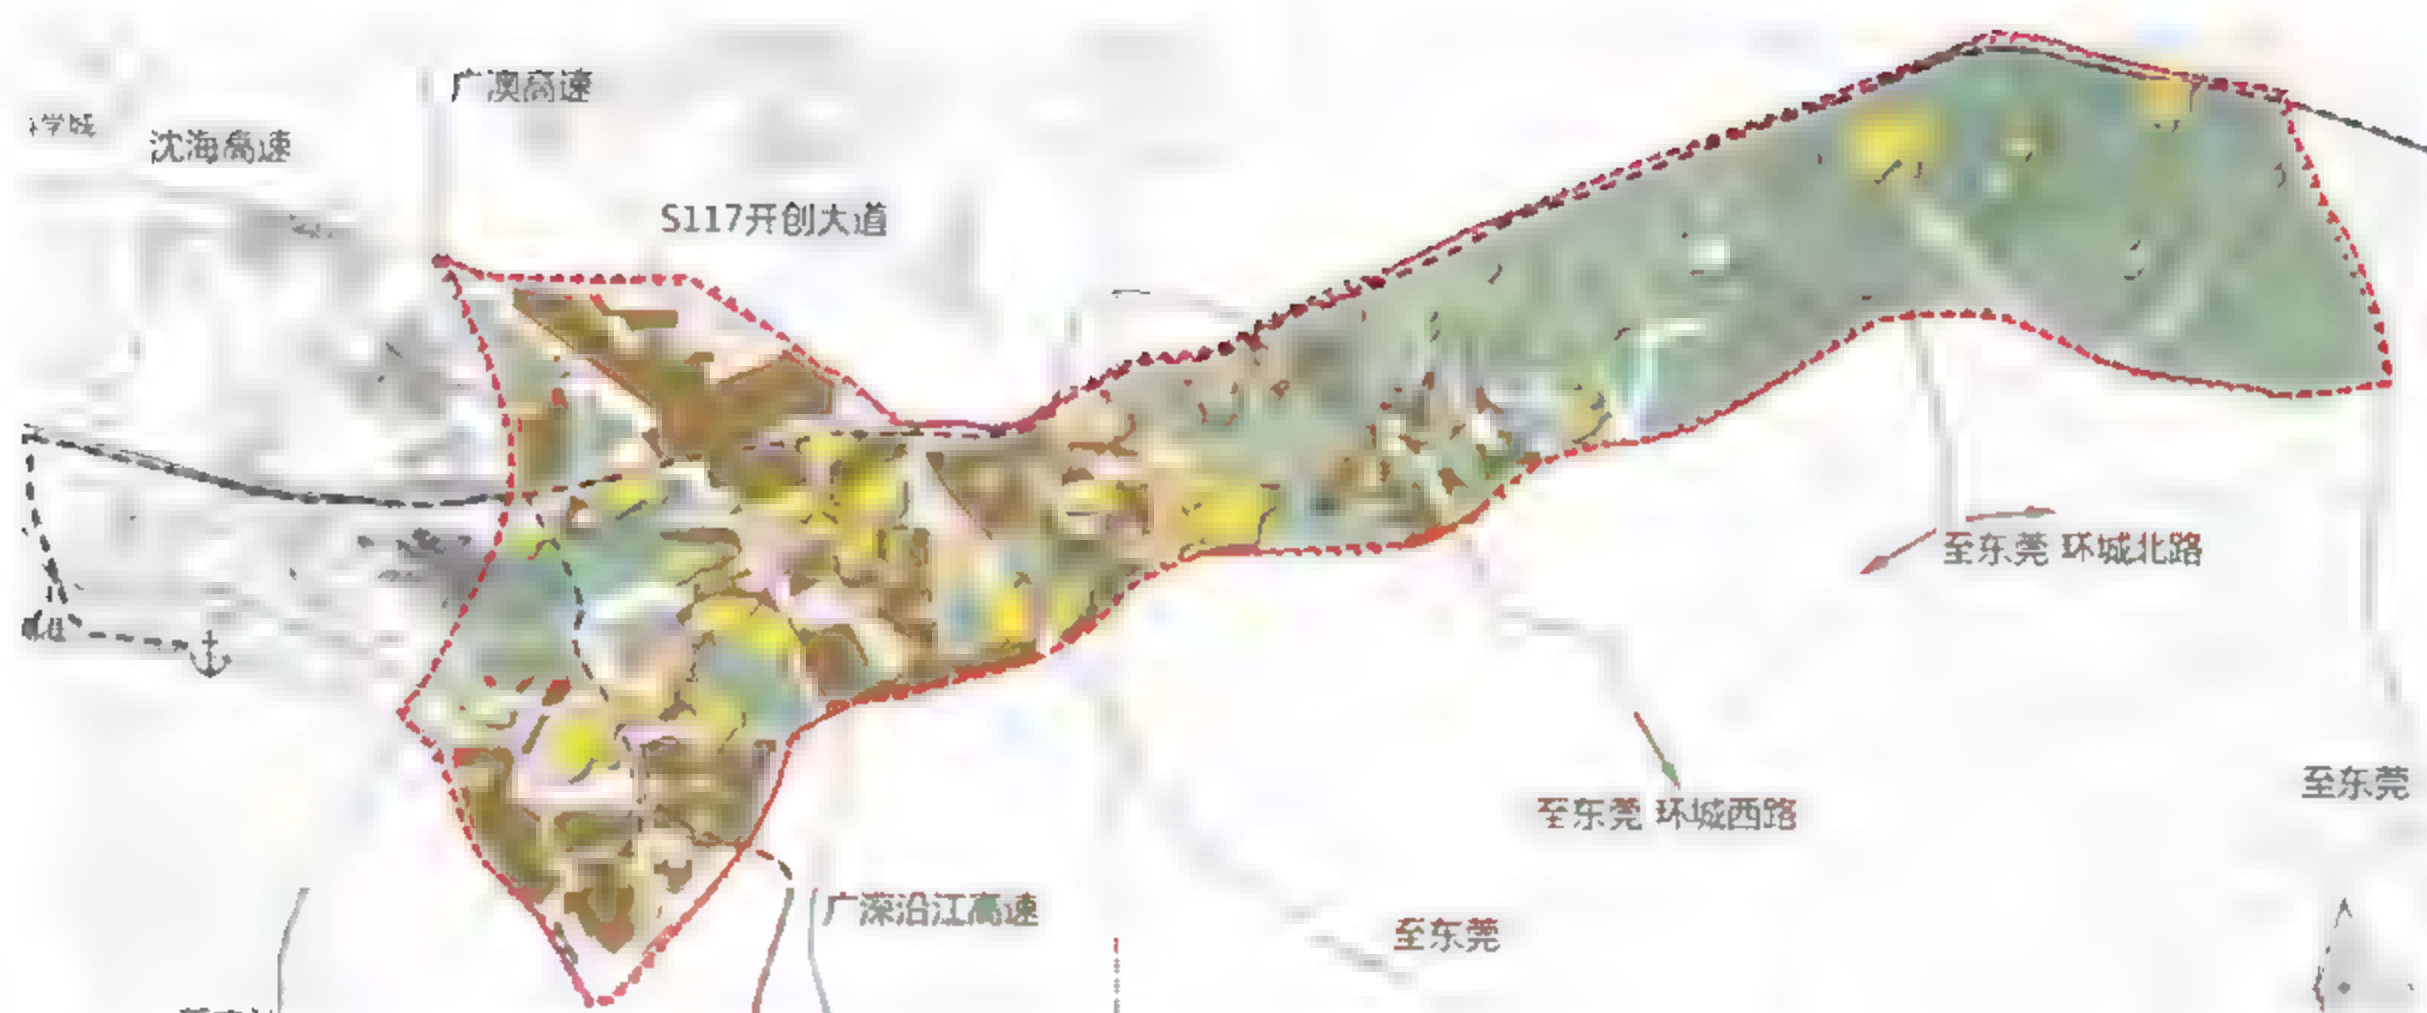 广澳高速
沈海高速
S117开创大道
至东莞 环城北路
至东莞
至东莞 环城西路
广深沿江高速
至东莞